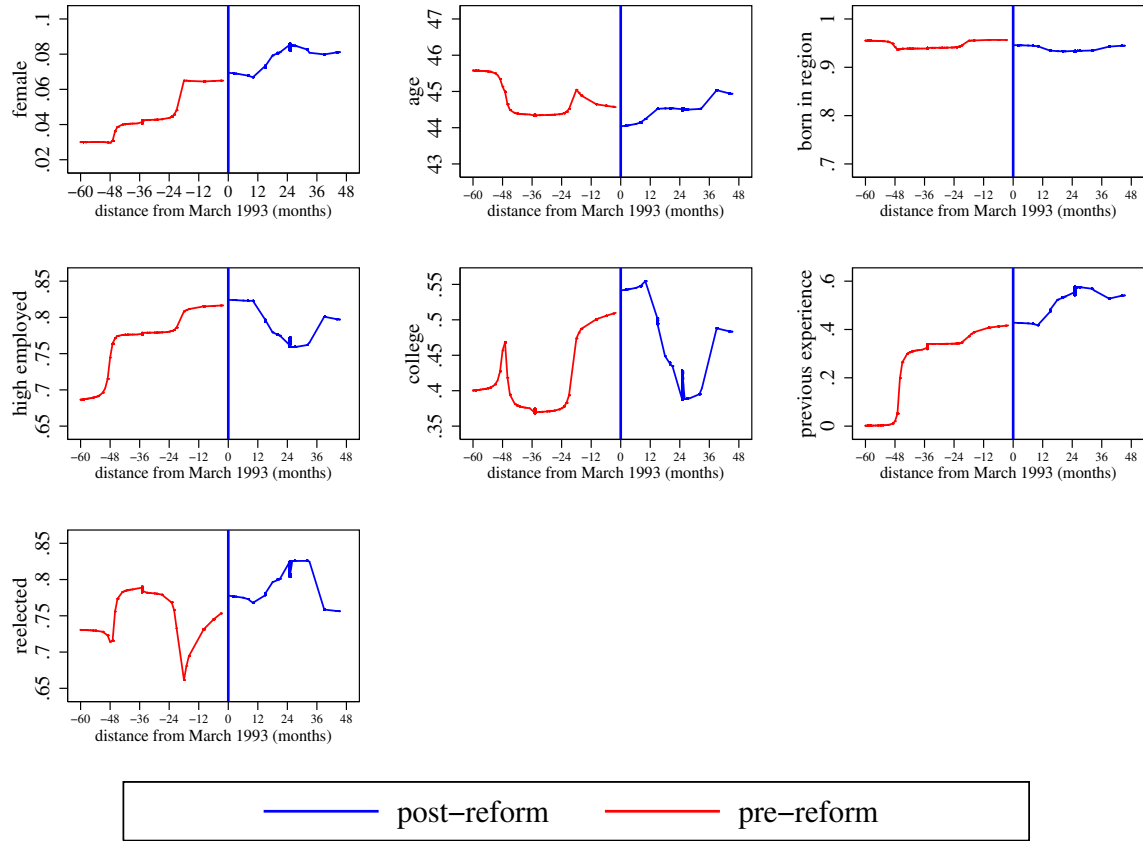 female
.02 .04 .06 .08 .1
−60 −48 −36 −24 −12 0 12 24 36 48
distance from March 1993 (months)
age
43 44 45 46 47
−60 −48 −36 −24 −12 0 12 24 36 48
distance from March 1993 (months)
born in region
.7 .8 .9 1
−60 −48 −36 −24 −12 0 12 24 36 48
distance from March 1993 (months)
high employed
.65 .7 .75 .8 .85
−60 −48 −36 −24 −12 0 12 24 36 48
distance from March 1993 (months)
college
.35 .4 .45 .5 .55
−60 −48 −36 −24 −12 0 12 24 36 48
distance from March 1993 (months)
previous experience
0 .2 .4 .6
−60 −48 −36 −24 −12 0 12 24 36 48
distance from March 1993 (months)
reelected
.65 .7 .75 .8 .85
−60 −48 −36 −24 −12 0 12 24 36 48
distance from March 1993 (months)
post−reform pre−reform